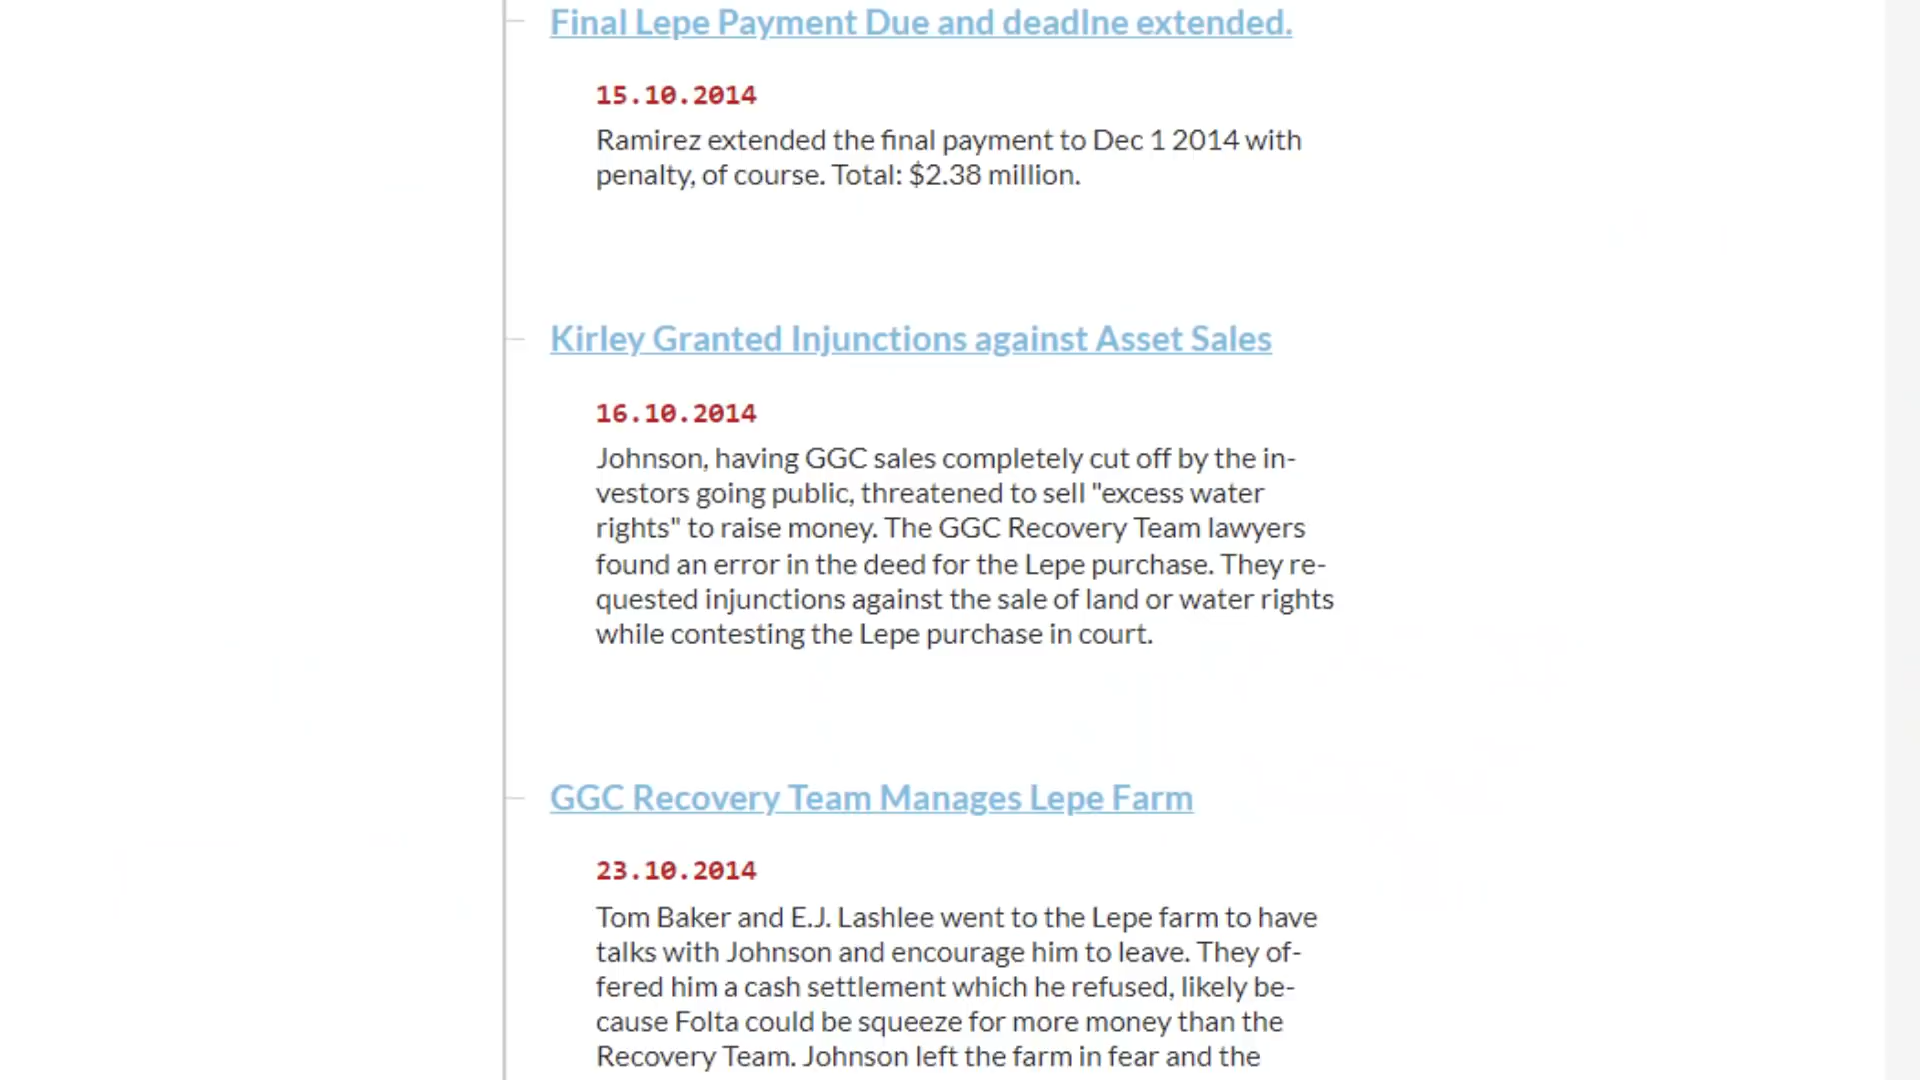 Final Lepe Payment Due and deadlne extended.
15.10.2014
Ramirez extended the final payment to Dec 1 2014 with
penalty, of course. Total: $2.38 million.
Kirley Granted Injunctions against Asset Sales
16.10.2014
Johnson, having GGC sales completely cut off by the in-
vestors going public, threatened to sell "excess water
rights" to raise money. The GGC Recovery Team lawyers
found an error in the deed for the Lepe purchase. They re-
quested injunctions against the sale of land or water rights
while contesting the Lepe purchase in court.
GGC Recovery Team Manages Lepe Farm
23.10.2014
Tom Baker and E.J. Lashlee went to the Lepe farm to have
talks with Johnson and encourage him to leave. They of-
fered him a cash settlement which he refused, likely be-
cause Folta could be squeeze for more money than the
Recovery Team. Johnson left the farm in fear and the